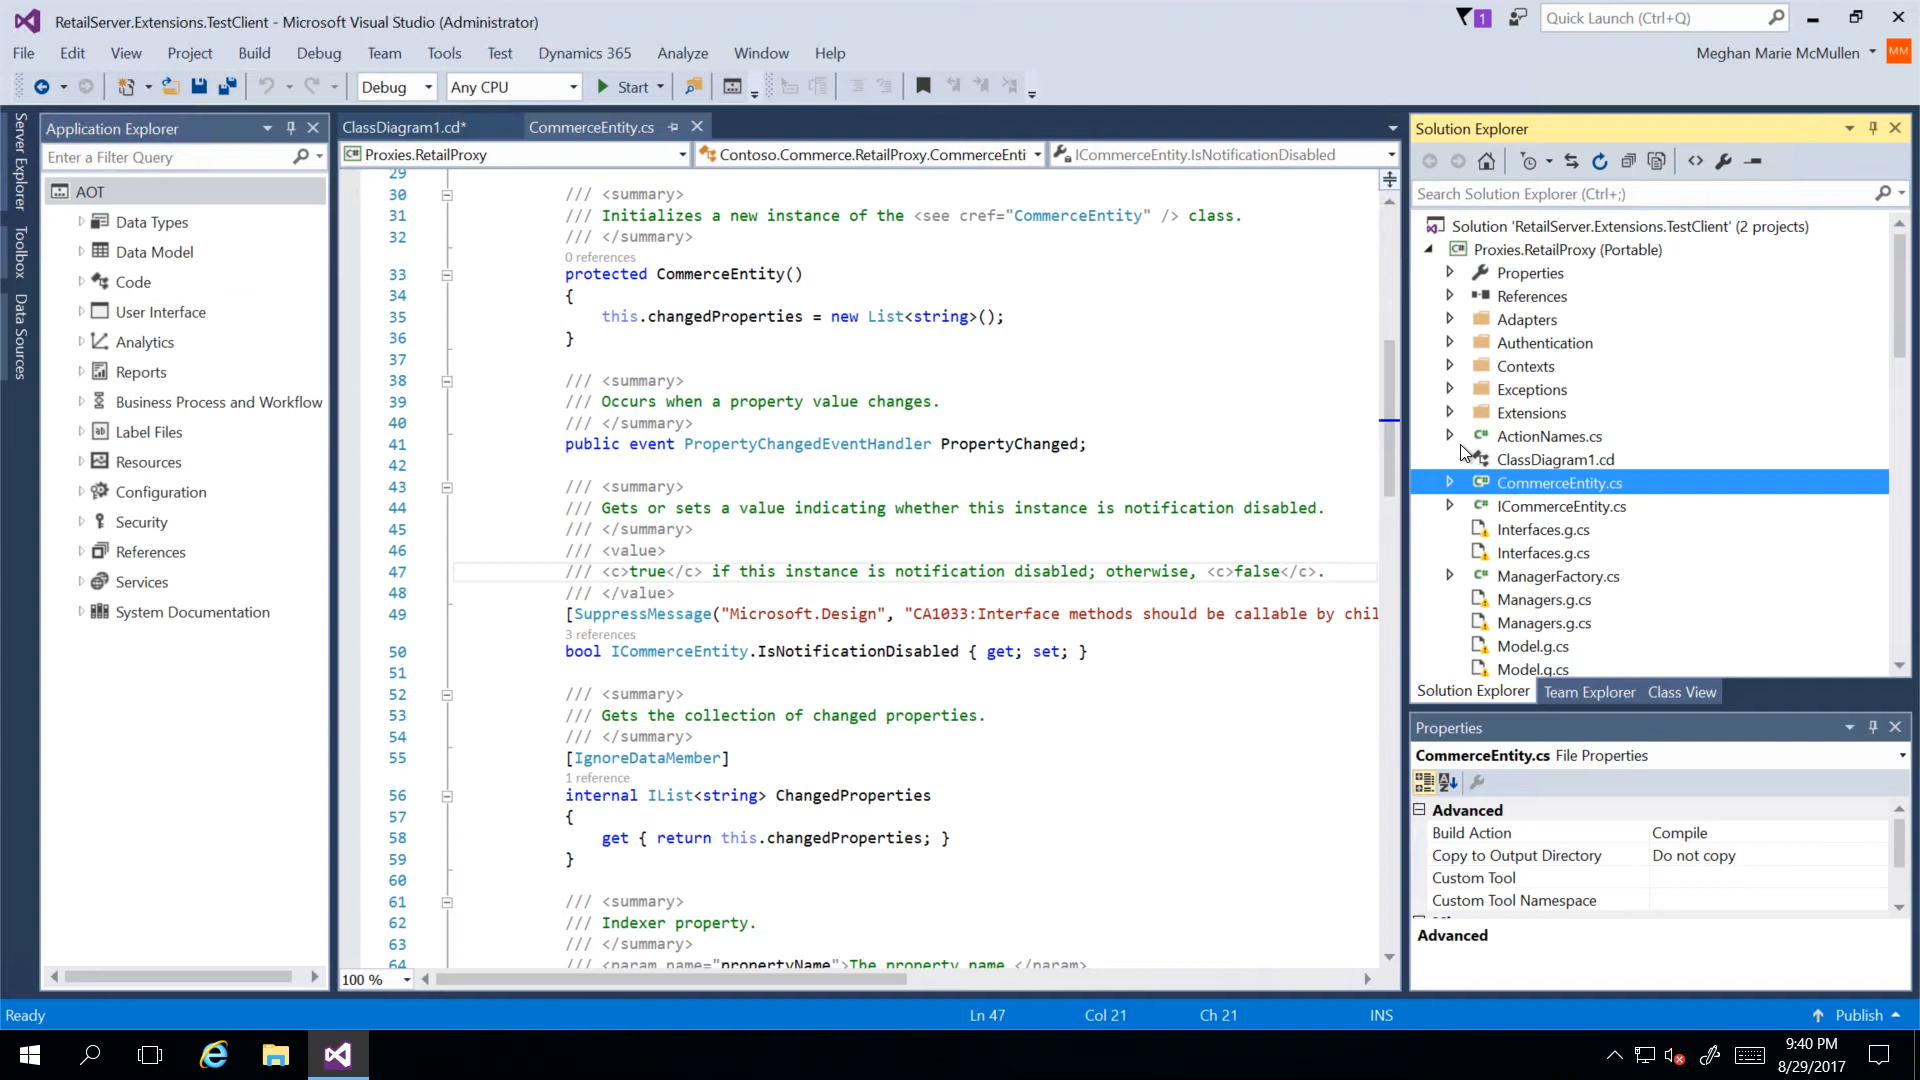 RetailServer.Extensions.TestClient - Microsoft Visual Studio (Administrator)
1
Quick Launch (Ctrl+Q)
File Edit View Project Build Debug Team Tools Test Dynamics 365 Analyze Window Help
Meghan Marie McMullen MM
Debug Any CPU Start
Server Explorer
Toolbox
Data Sources
Application Explorer
Enter a Filter Query
AOT
Data Types
Data Model
Code
User Interface
Analytics
Reports
Business Process and Workflow
Label Files
Resources
Configuration
Security
References
Services
System Documentation
ClassDiagram1.cd* CommerceEntity.cs
Proxies.RetailProxy Contoso.Commerce.RetailProxy.CommerceEnti ICommerceEntity.IsNotificationDisabled
29
30 /// <summary>
31 /// Initializes a new instance of the <see cref="CommerceEntity" /> class.
32 /// </summary>
0 references
33 protected CommerceEntity()
34 {
35 this.changedProperties = new List<string>();
36 }
37
38 /// <summary>
39 /// Occurs when a property value changes.
40 /// </summary>
41 public event PropertyChangedEventHandler PropertyChanged;
42
43 /// <summary>
44 /// Gets or sets a value indicating whether this instance is notification disabled.
45 /// </summary>
46 /// <value>
47 /// <c>true</c> if this instance is notification disabled; otherwise, <c>false</c>.
48 /// </value>
49 [SuppressMessage("Microsoft.Design", "CA1033:Interface methods should be callable by chil
3 references
50 bool ICommerceEntity.IsNotificationDisabled { get; set; }
51
52 /// <summary>
53 /// Gets the collection of changed properties.
54 /// </summary>
55 [IgnoreDataMember]
1 reference
56 internal IList<string> ChangedProperties
57 {
58 get { return this.changedProperties; }
59 }
60
61 /// <summary>
62 /// Indexer property.
63 /// </summary>
64 /// <param name="propertyName">The property name.</param>
100 %
Solution Explorer
Search Solution Explorer (Ctrl+;)
Solution 'RetailServer.Extensions.TestClient' (2 projects)
Proxies.RetailProxy (Portable)
Properties
References
Adapters
Authentication
Contexts
Exceptions
Extensions
ActionNames.cs
ClassDiagram1.cd
CommerceEntity.cs
ICommerceEntity.cs
Interfaces.g.cs
Interfaces.g.cs
ManagerFactory.cs
Managers.g.cs
Managers.g.cs
Model.g.cs
Model.g.cs
Solution Explorer Team Explorer Class View
Properties
CommerceEntity.cs File Properties
Advanced
Build Action Compile
Copy to Output Directory Do not copy
Custom Tool
Custom Tool Namespace
Advanced
Ready Ln 47 Col 21 Ch 21 INS Publish
9:40 PM
8/29/2017